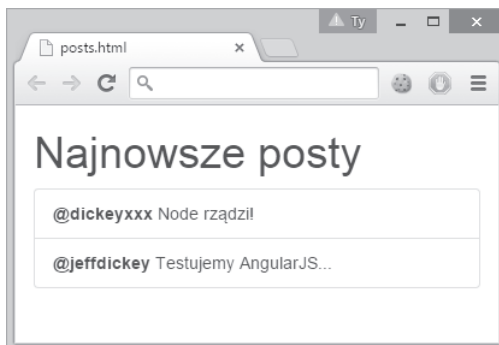 Ty
posts.html
Najnowsze posty
@dickeyxxx Node rządzi!
@jeffdickey Testujemy AngularJS...